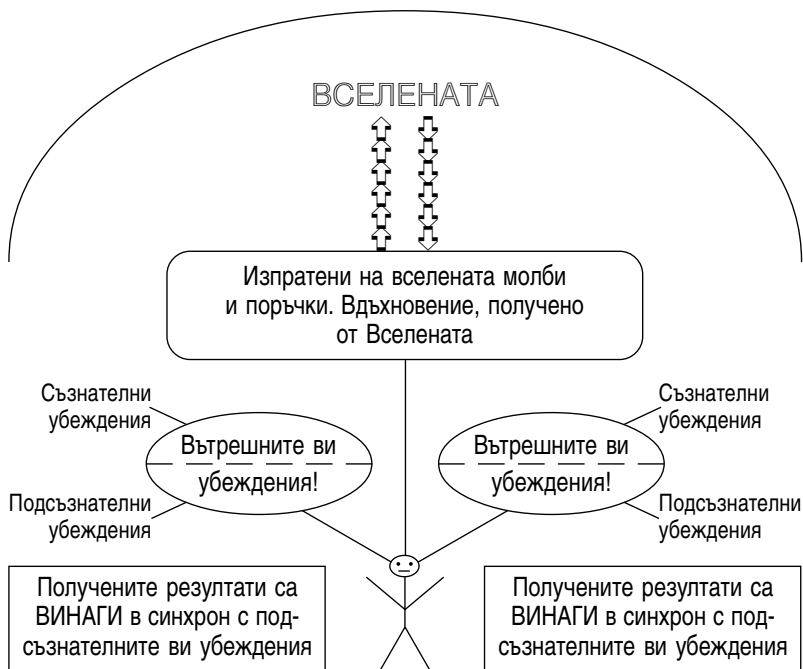 ВСЕЛЕНАТА
Изпратени на вселената молби
и поръчки. Вдъхновение, получено
от Вселената
Съзнателни
убеждения
Вътрешните ви
убеждения!
Подсъзнателни
убеждения
Съзнателни
убеждения
Вътрешните ви
убеждения!
Подсъзнателни
убеждения
Получените резултати са
ВИНАГИ в синхрон с под-
съзнателните ви убеждения
Получените резултати са
ВИНАГИ в синхрон с под-
съзнателните ви убеждения